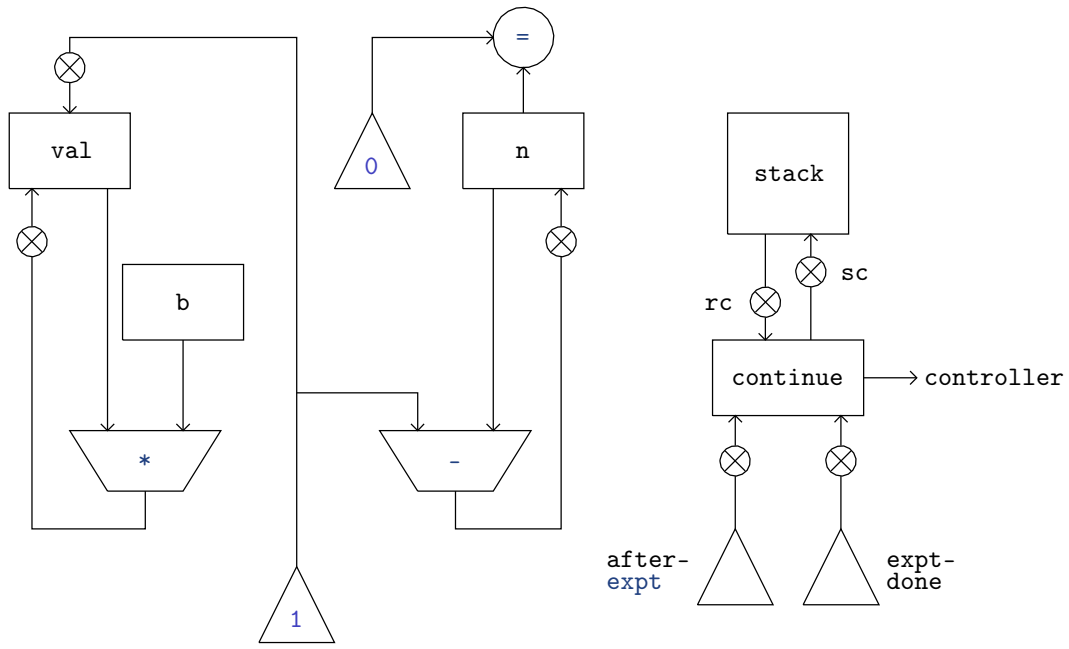 =
val
0
n
stack
sc
b
rc
continue
controller
*
-
after-
expt
expt-
done
1